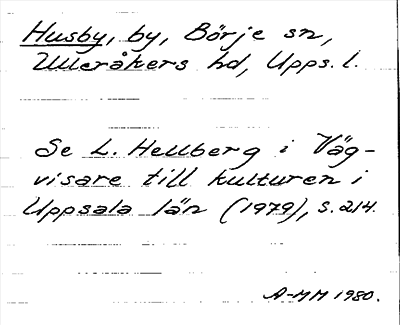 Husby, by, Börje sn,
Ulleråkers hd, Upps. l.
Se L. Hellberg i Väg-
visare till kulturen i
Uppsala län (1979), s. 214.
A-MM 1980.